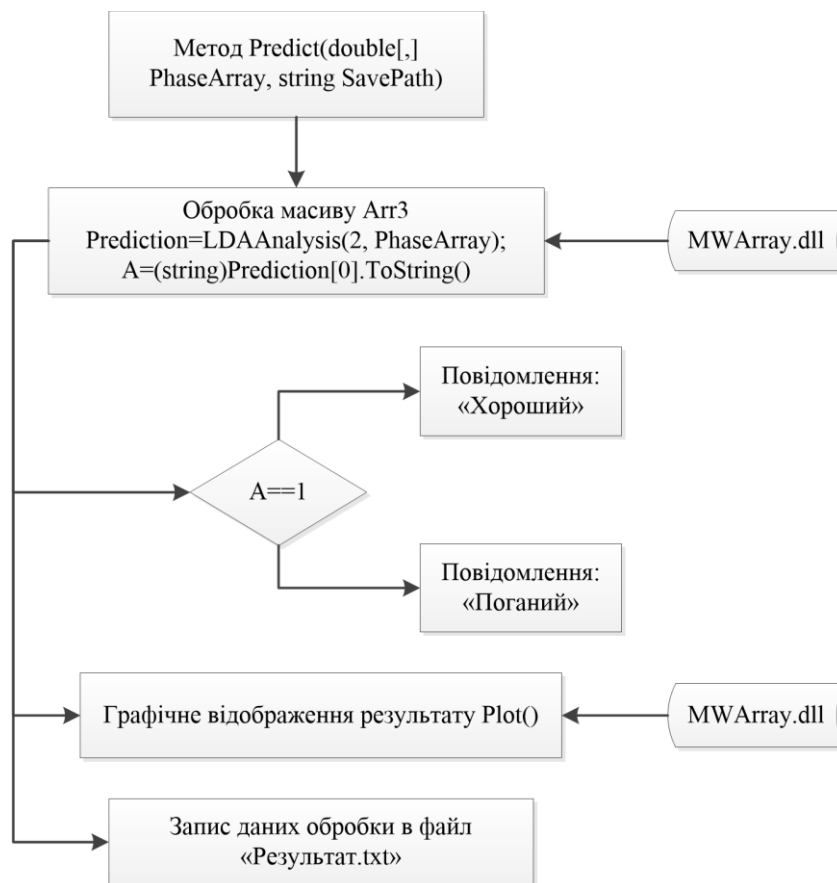 Метод Predict(double[,]
PhaseArray, string SavePath)
Обробка масиву Arr3
Prediction=LDAAnalysis(2, PhaseArray);
A=(string)Prediction[0].ToString()
MWArray.dll
Повідомлення:
«Хороший»
A==1
Повідомлення:
«Поганий»
Графічне відображення результату Plot()
MWArray.dll
Запис даних обробки в файл
«Результат.txt»